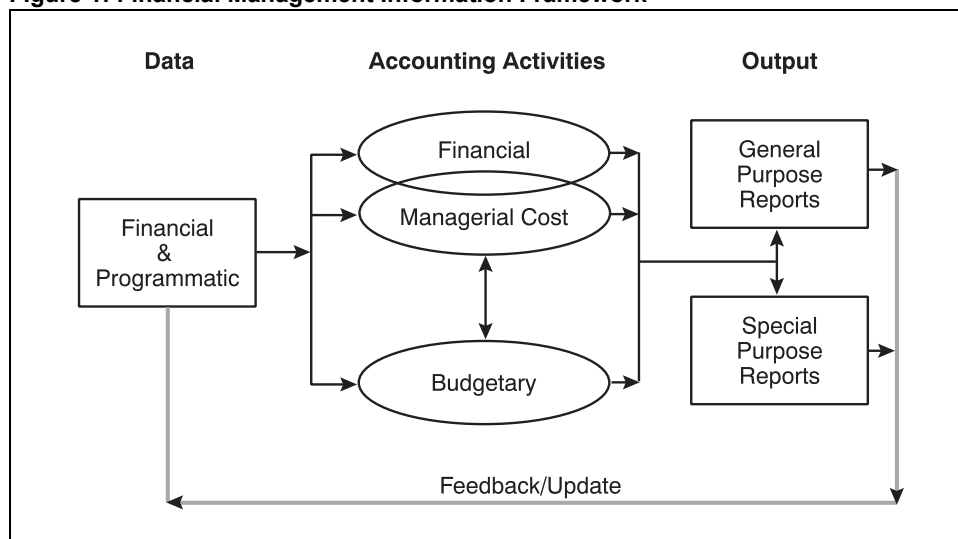 Figure 1: Financial Management Information Framework
Data
Accounting Activities
Output
Financial
&
Programmatic
Financial
Managerial Cost
Budgetary
General
Purpose
Reports
Special
Purpose
Reports
Feedback/Update